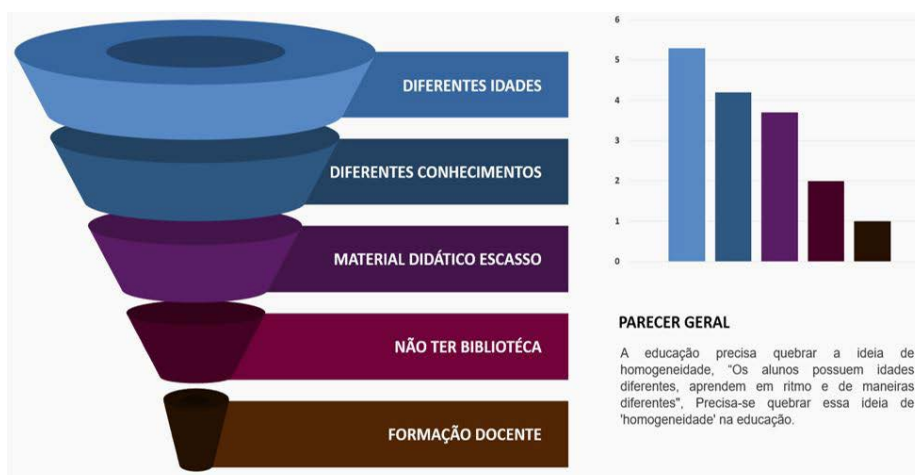 DIFERENTES IDADES
DIFERENTES CONHECIMENTOS
MATERIAL DIDÁTICO ESCASSO
NÃO TER BIBLIOTÉCA
FORMAÇÃO DOCENTE
6
5
4
3
2
1
0
PARECER GERAL
A educação precisa quebrar a ideia de
homogeneidade, "Os alunos possuem idades
diferentes, aprendem em ritmo e de maneiras
diferentes", Precisa-se quebrar essa ideia de
'homogeneidade' na educação.